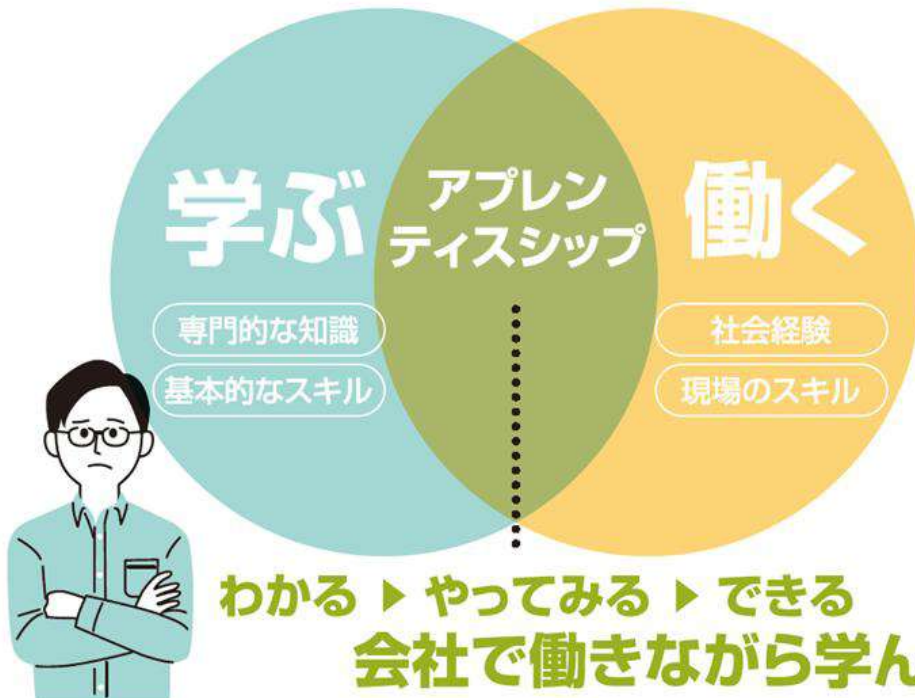 学ぶ
アプレン
ティスシップ
働く
専門的な知識
基本的なスキル
社会経験
現場のスキル
わかる ▶ やってみる ▶ できる
会社で働きながら学ん